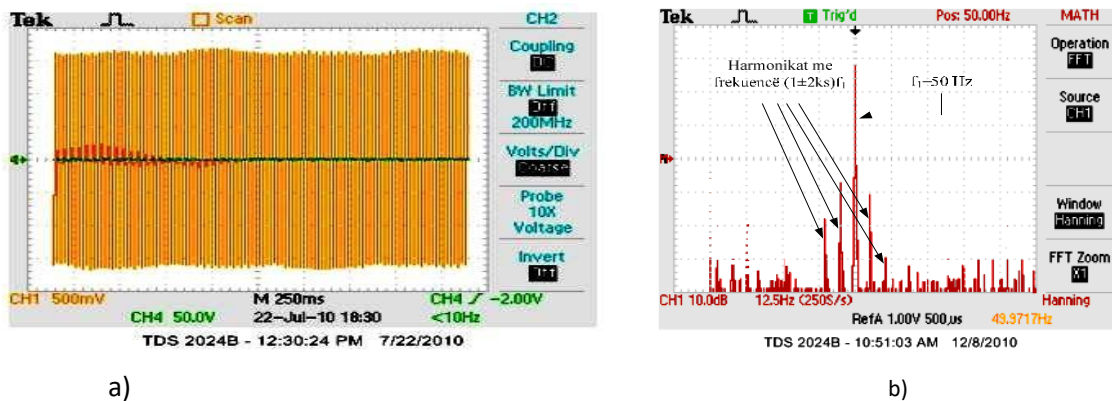 Tek
Scan
CH2
Coupling
BW Limit
200MHz
Volts/Div
Coarse
Probe
10X
Voltage
Invert
CH1 500mV
M 250ms
CH4
-2.00V
CH4 50.0V
22-Jul-10 18:30
<10Hz
TDS 2024B - 12:30:24 PM 7/22/2010
a)
Tek
T Trig'd
Pos: 50.00Hz
MATH
Operation
FFT
Source
CH1
Window
Hanning
FFT Zoom
X1
Harmonikat me
frekuencë (1±2ks)f₁
f₁=50 Hz
CH1 10.0dB
12.5Hz (250S/s)
Hanning
RefA 1.00V 500µs
49.9717Hz
TDS 2024B - 10:51:03 AM 12/8/2010
b)